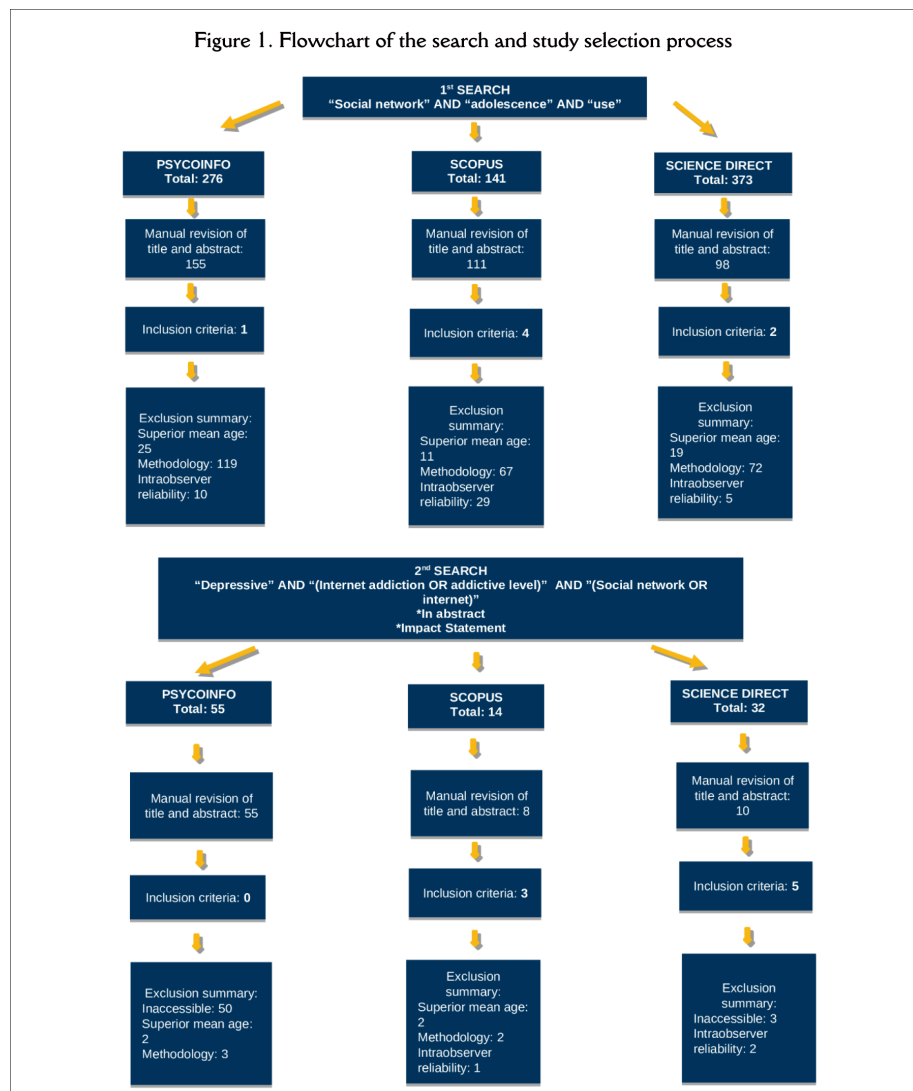 Figure 1. Flowchart of the search and study selection process
1st SEARCH
“Social network” AND “adolescence” AND “use”
PSYCOINFO
Total: 276
SCOPUS
Total: 141
SCIENCE DIRECT
Total: 373
Manual revision of
title and abstract:
155
Manual revision of
title and abstract:
111
Manual revision of
title and abstract:
98
Inclusion criteria: 1
Inclusion criteria: 4
Inclusion criteria: 2
Exclusion summary:
Superior mean age:
25
Methodology: 119
Intraobserver
reliability: 10
Exclusion
summary:
Superior mean age:
11
Methodology: 67
Intraobserver
reliability: 29
Exclusion
summary:
Superior mean age:
19
Methodology: 72
Intraobserver
reliability: 5
2nd SEARCH
“Depressive” AND “(Internet addiction OR addictive level)” AND ”(Social network OR
internet)”
*In abstract
*Impact Statement
PSYCOINFO
Total: 55
SCOPUS
Total: 14
SCIENCE DIRECT
Total: 32
Manual revision of
title and abstract: 55
Manual revision of
title and abstract: 8
Manual revision of
title and abstract:
10
Inclusion criteria: 0
Inclusion criteria: 3
Inclusion criteria: 5
Exclusion summary:
Inaccessible: 50
Superior mean age:
2
Methodology: 3
Exclusion
summary:
Superior mean age:
2
Methodology: 2
Intraobserver
reliability: 1
Exclusion
summary:
Inaccessible: 3
Intraobserver
reliability: 2